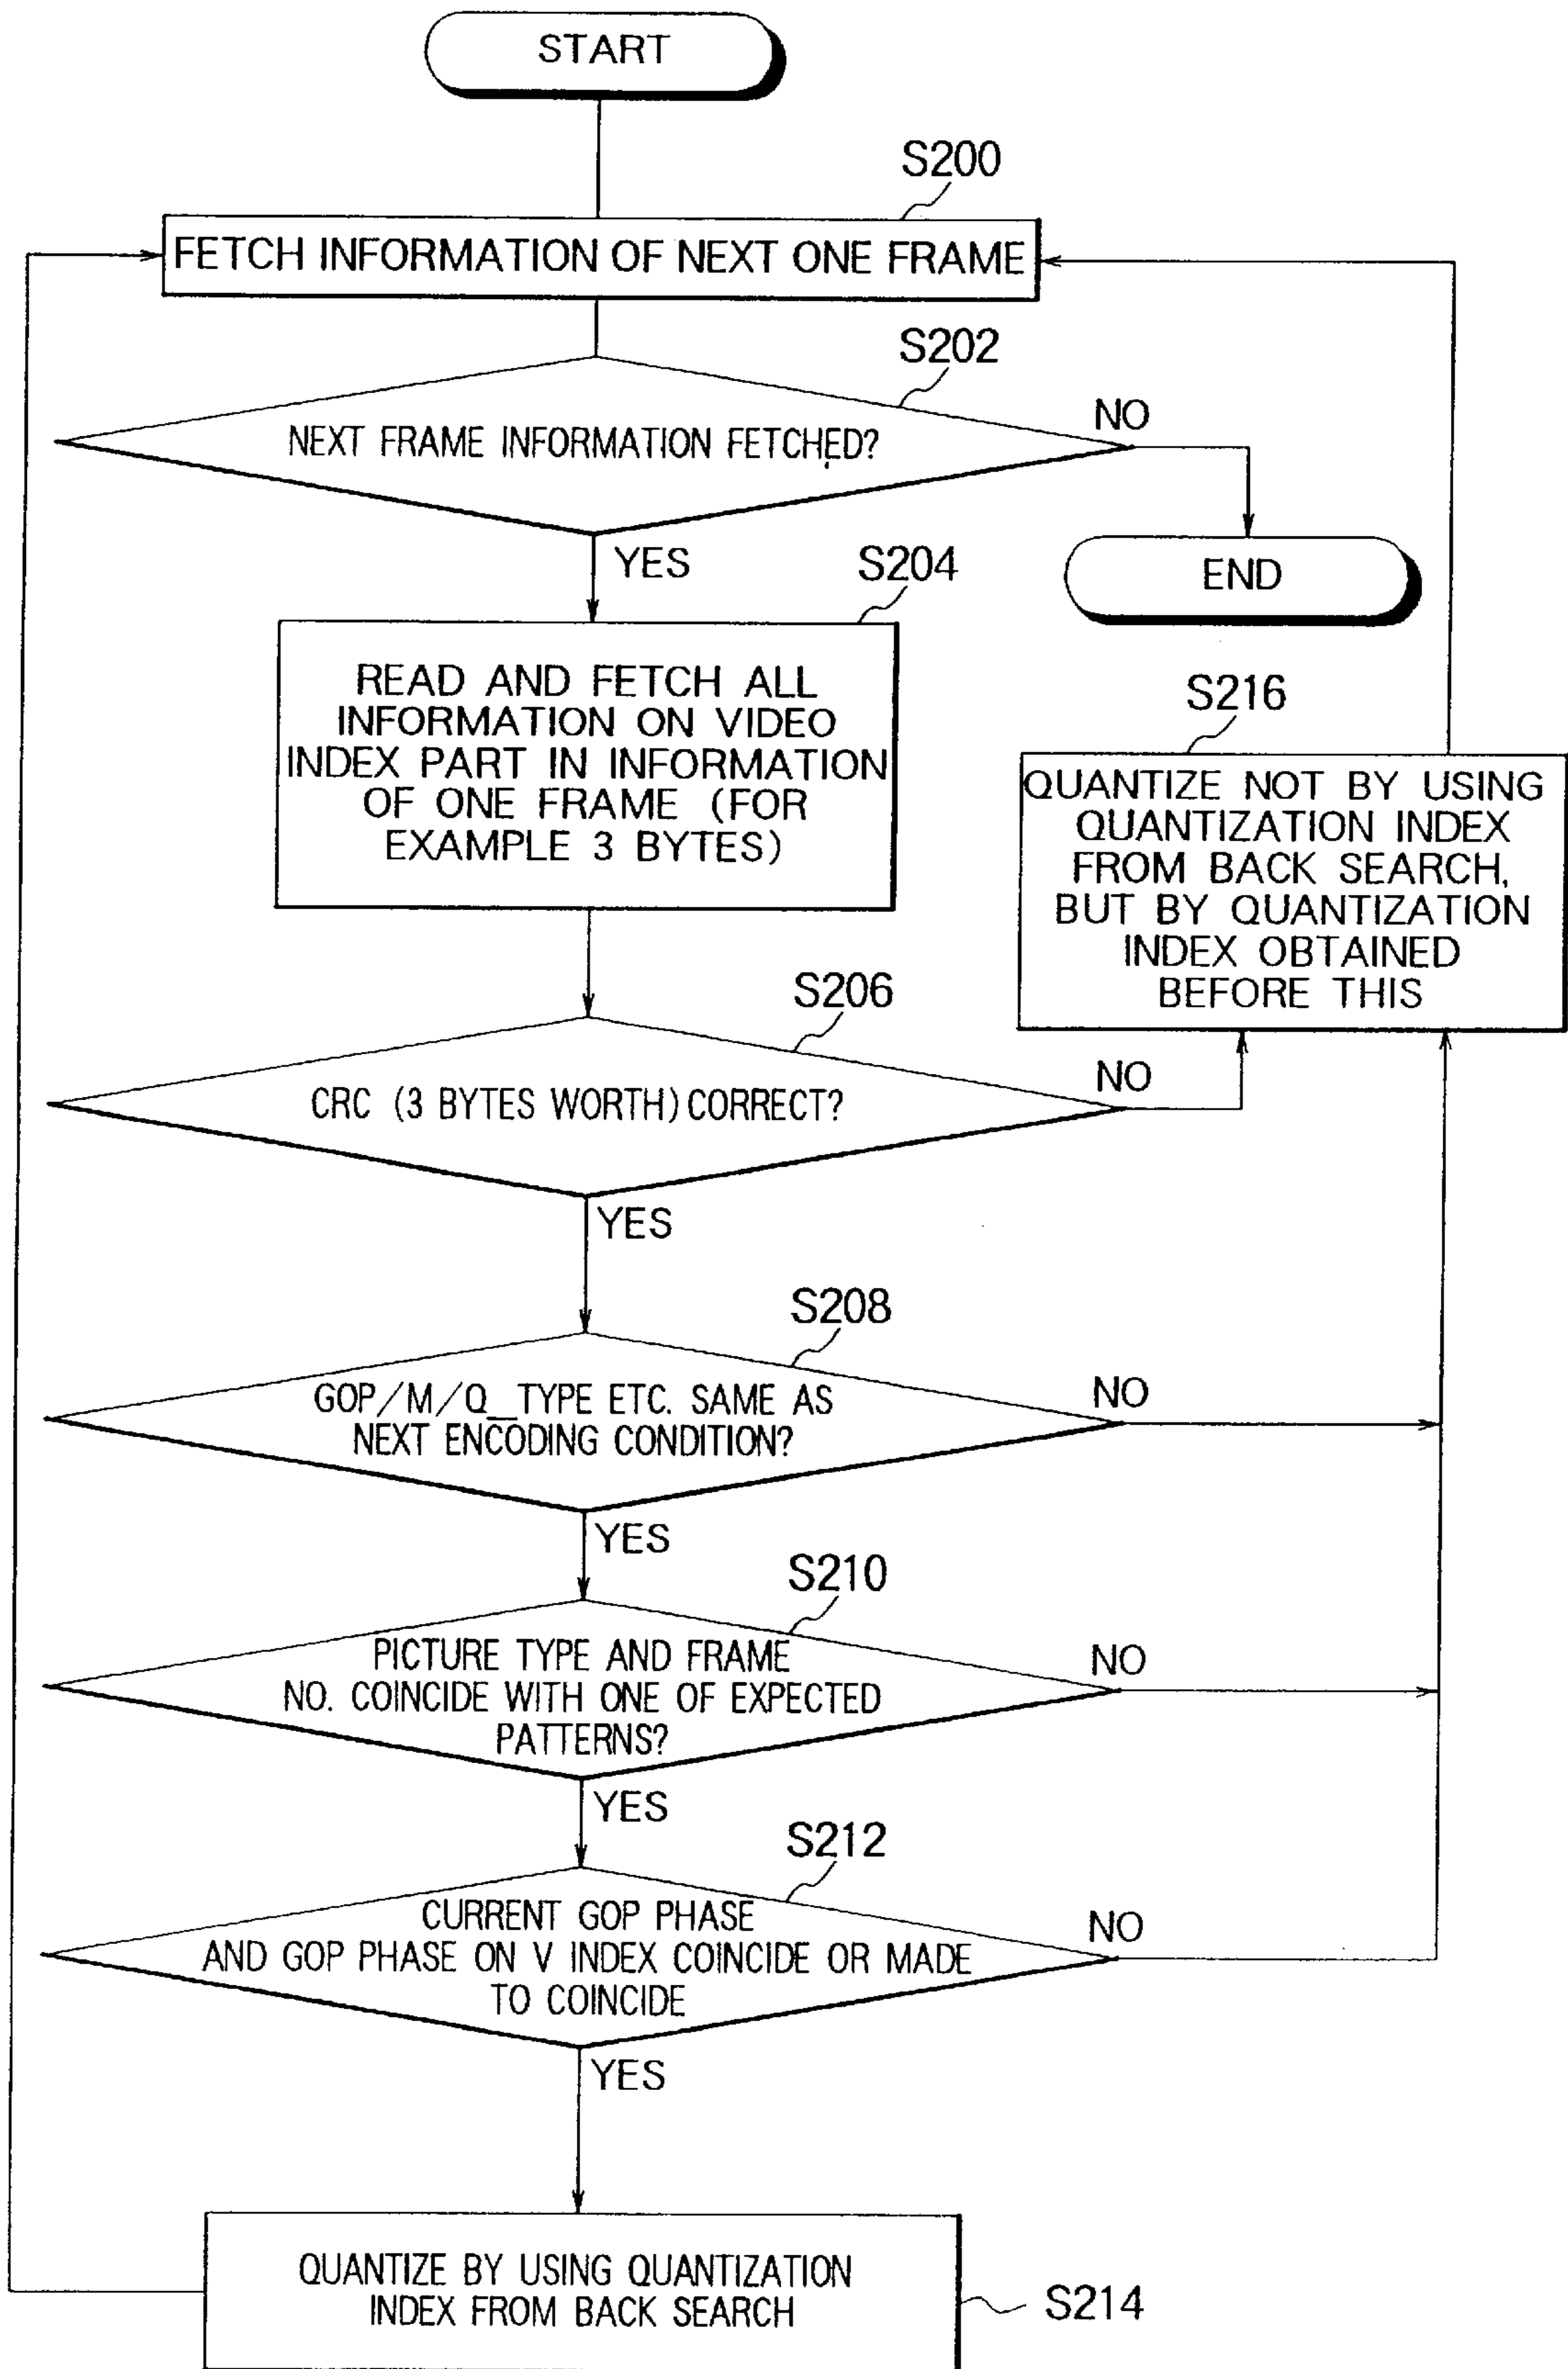 START
S200
FETCH INFORMATION OF NEXT ONE FRAME
S202
NEXT FRAME INFORMATION FETCHED?
NO
YES
END
S204
READ AND FETCH ALL
INFORMATION ON VIDEO
INDEX PART IN INFORMATION
OF ONE FRAME (FOR
EXAMPLE 3 BYTES)
S216
QUANTIZE NOT BY USING
QUANTIZATION INDEX
FROM BACK SEARCH,
BUT BY QUANTIZATION
INDEX OBTAINED
BEFORE THIS
S206
CRC (3 BYTES WORTH) CORRECT?
NO
YES
S208
GOP/M/Q_TYPE ETC. SAME AS
NEXT ENCODING CONDITION?
NO
YES
S210
PICTURE TYPE AND FRAME
NO. COINCIDE WITH ONE OF EXPECTED
PATTERNS?
NO
YES
S212
CURRENT GOP PHASE
AND GOP PHASE ON V INDEX COINCIDE OR MADE
TO COINCIDE
NO
YES
QUANTIZE BY USING QUANTIZATION
INDEX FROM BACK SEARCH
S214